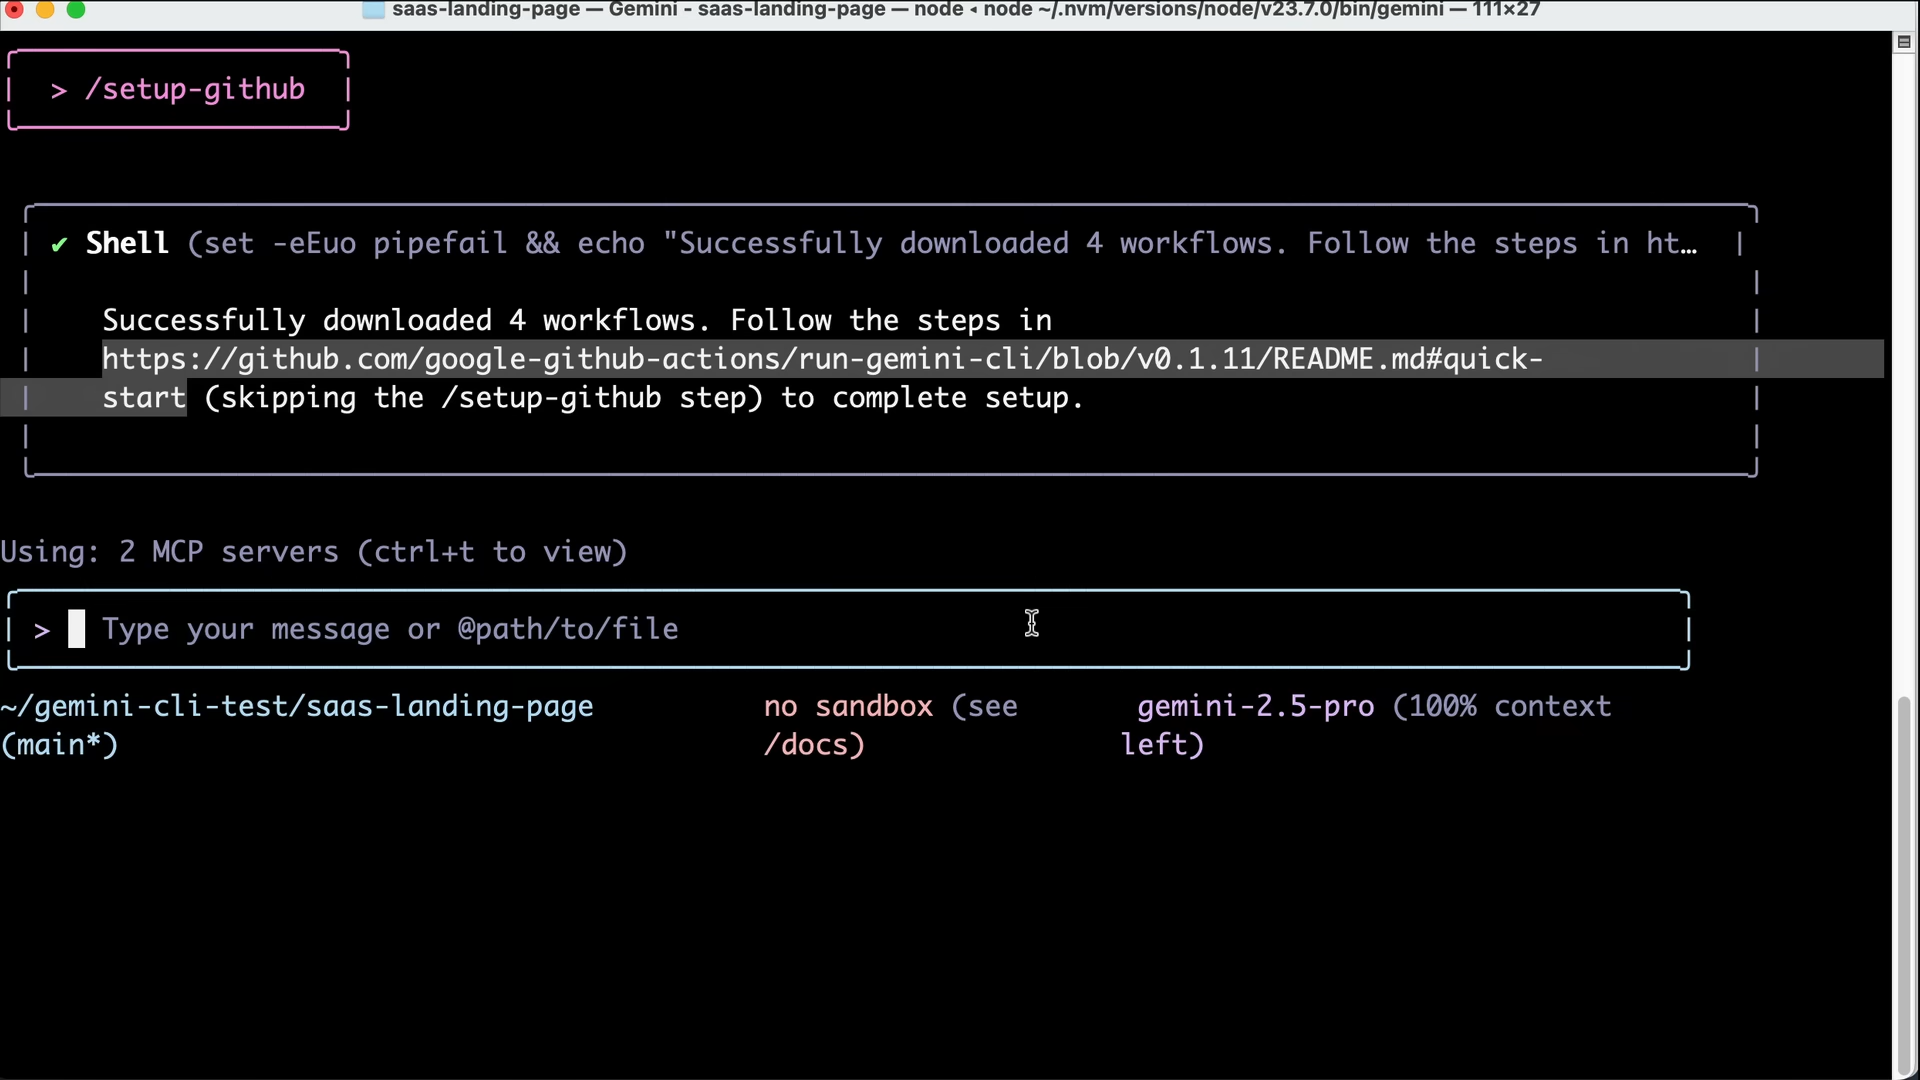 saas-landing-page — Gemini - saas-landing-page — node ◂ node ~/.nvm/versions/node/v23.7.0/bin/gemini — 111×27
> /setup-github
✔ Shell (set -eEuo pipefail && echo "Successfully downloaded 4 workflows. Follow the steps in ht…
Successfully downloaded 4 workflows. Follow the steps in
https://github.com/google-github-actions/run-gemini-cli/blob/v0.1.11/README.md#quick-
start (skipping the /setup-github step) to complete setup.
Using: 2 MCP servers (ctrl+t to view)
> Type your message or @path/to/file
~/gemini-cli-test/saas-landing-page no sandbox (see gemini-2.5-pro (100% context
(main*) /docs) left)